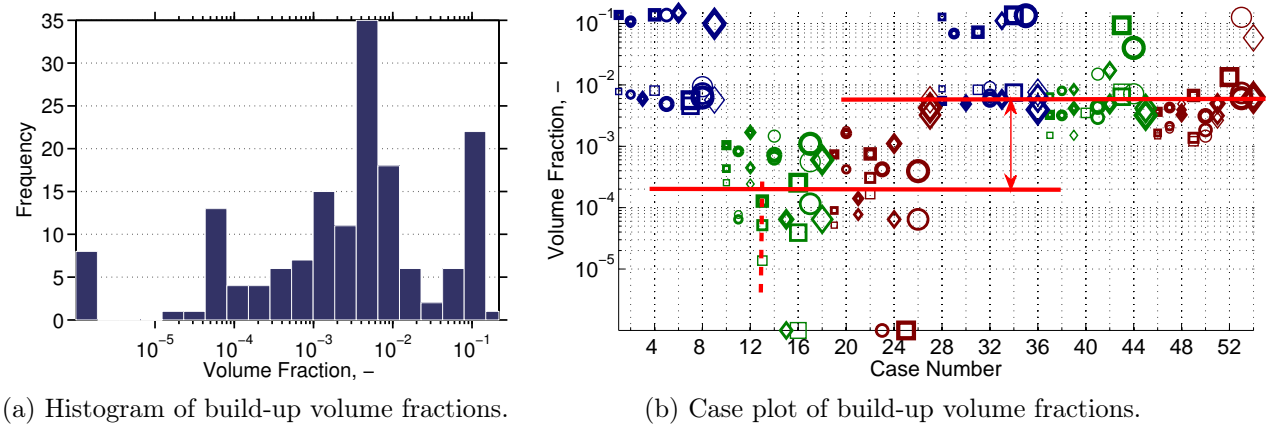 35
30
25
20
15
10
5
0
Frequency
10⁻⁵ 10⁻⁴ 10⁻³ 10⁻² 10⁻¹
Volume Fraction, −
(a) Histogram of build-up volume fractions.
10⁻¹
10⁻²
10⁻³
10⁻⁴
10⁻⁵
Volume Fraction, −
4 8 12 16 20 24 28 32 36 40 44 48 52
Case Number
(b) Case plot of build-up volume fractions.